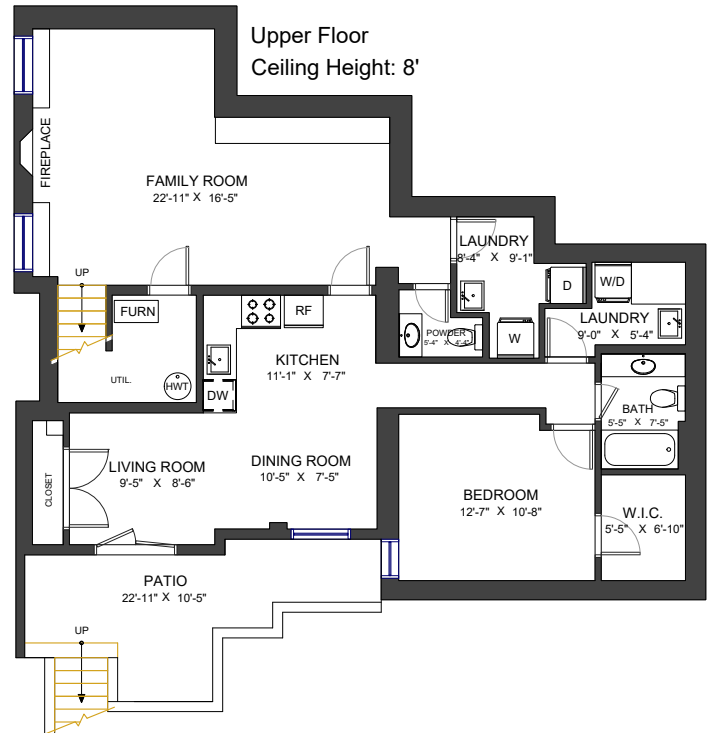 Upper Floor
Ceiling Height: 8'
FIREPLACE
FAMILY ROOM
22'-11" X 16'-5"
UP
FURN
UTIL.
HWT
RF
KITCHEN
11'-1" X 7'-7"
DW
POWDER
5'-4" X 4'-4"
LAUNDRY
8'-4" X 9'-1"
D
W
W/D
LAUNDRY
9'-0" X 5'-4"
BATH
5'-5" X 7'-5"
CLOSET
LIVING ROOM
9'-5" X 8'-6"
DINING ROOM
10'-5" X 7'-5"
BEDROOM
12'-7" X 10'-8"
W.I.C.
5'-5" X 6'-10"
PATIO
22'-11" X 10'-5"
UP